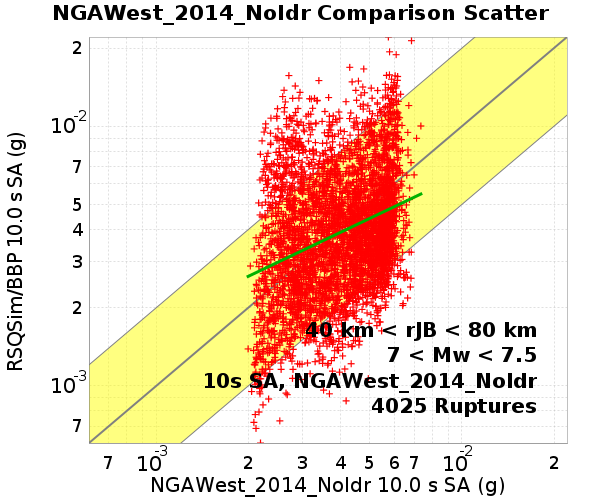 NGAWest_2014_NoIdr Comparison Scatter
2
10-2
7
5
4
3
2
10-3
7
RSQSim/BBP 10.0 s SA (g)
40 km < rJB < 80 km
7 < Mw < 7.5
10s SA, NGAWest_2014_NoIdr
4025 Ruptures
7 10-3 2 3 4 5 6 7 10-2 2
NGAWest_2014_NoIdr 10.0 s SA (g)